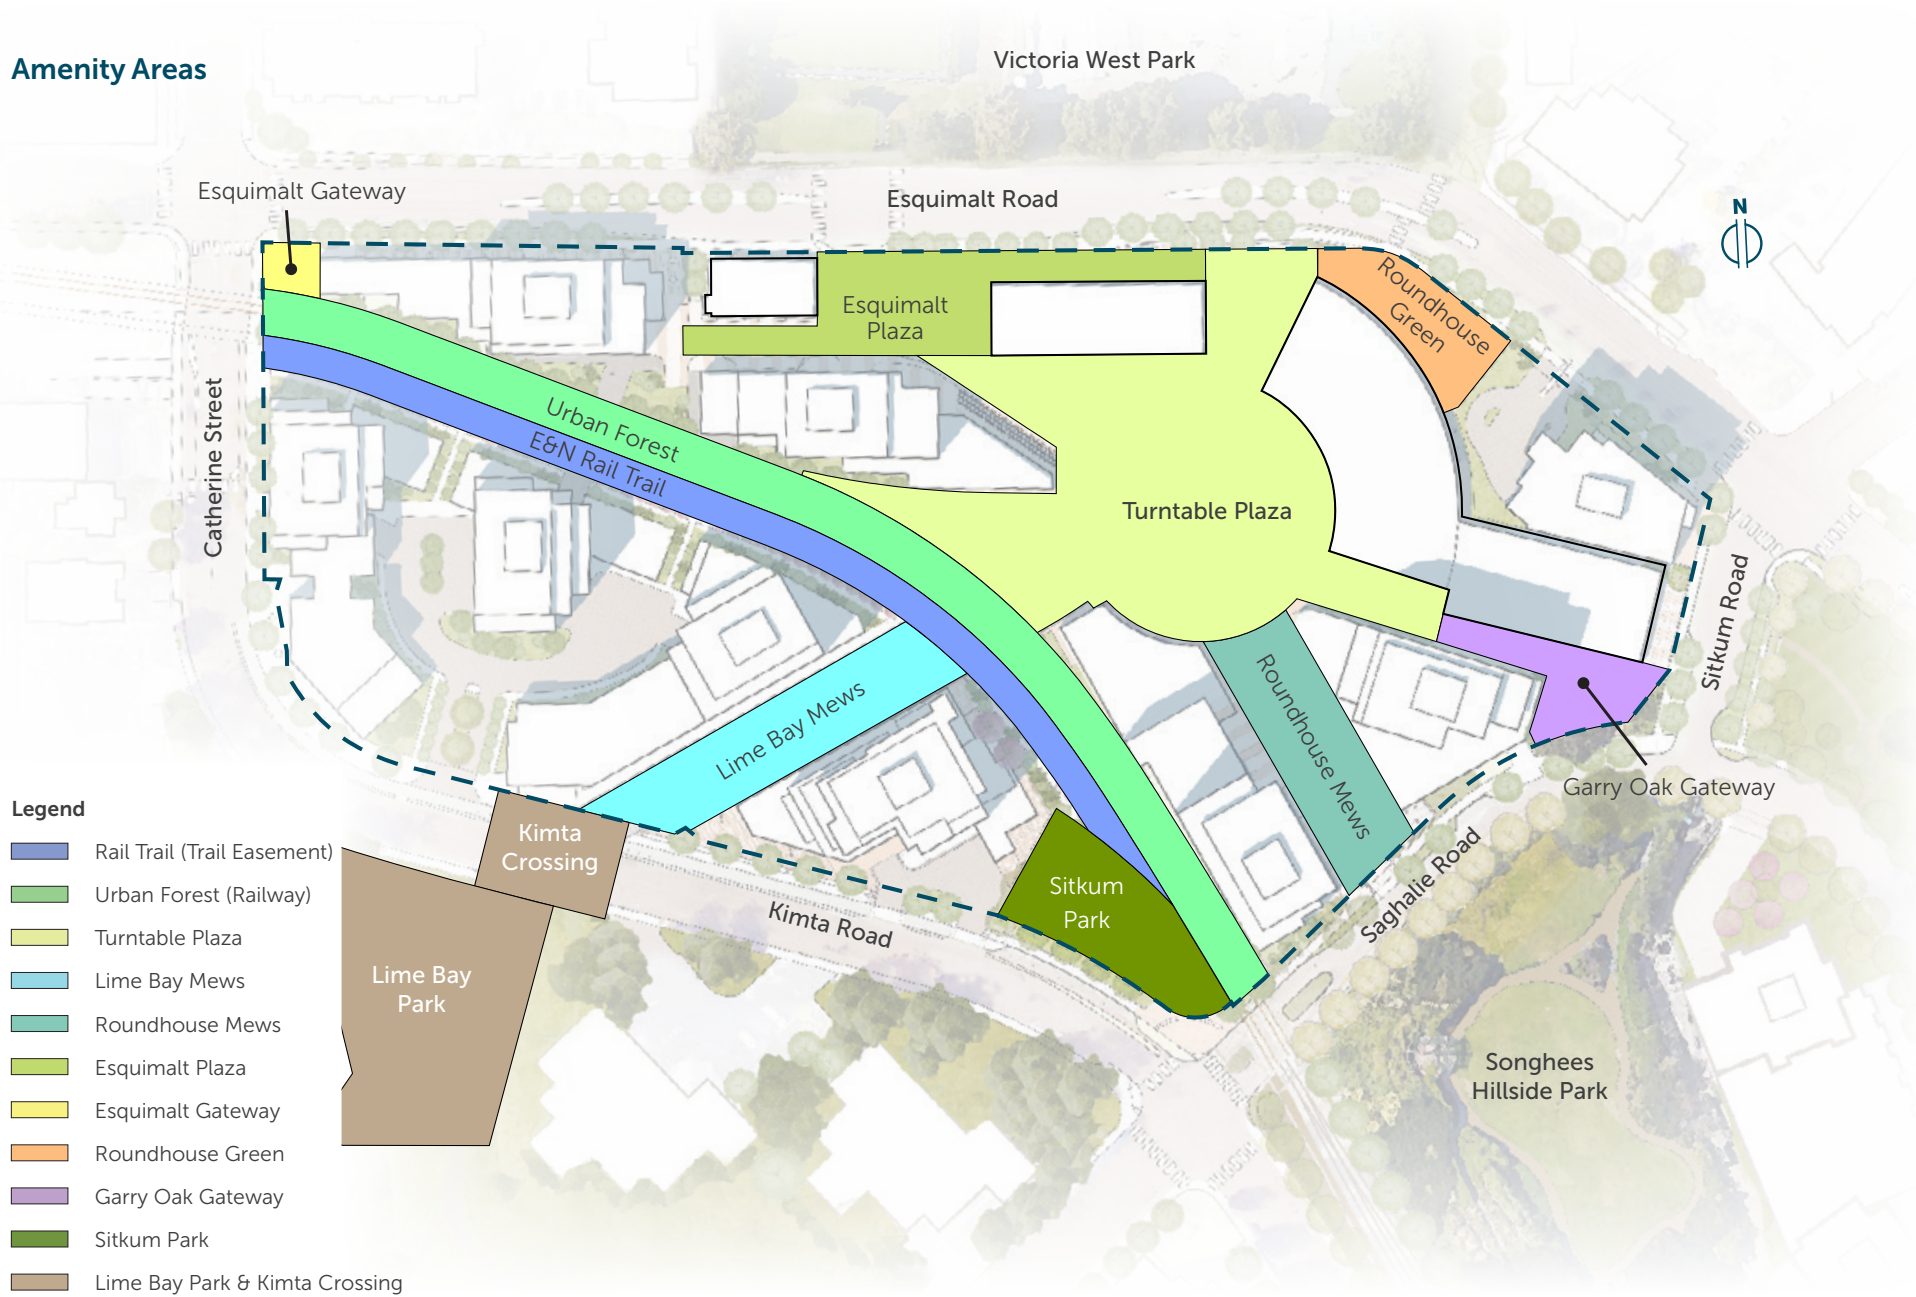 Amenity Areas
Victoria West Park
Esquimalt Gateway
Esquimalt Road
N
Roundhouse
Green
Esquimalt
Plaza
Catherine Street
Urban Forest
E&N Rail Trail
Turntable Plaza
Sitkum Road
Lime Bay Mews
Roundhouse Mews
Garry Oak Gateway
Kimta
Crossing
Sitkum
Park
Saghalie Road
Kimta Road
Lime Bay
Park
Songhees
Hillside Park
Legend
Rail Trail (Trail Easement)
Urban Forest (Railway)
Turntable Plaza
Lime Bay Mews
Roundhouse Mews
Esquimalt Plaza
Esquimalt Gateway
Roundhouse Green
Garry Oak Gateway
Sitkum Park
Lime Bay Park & Kimta Crossing